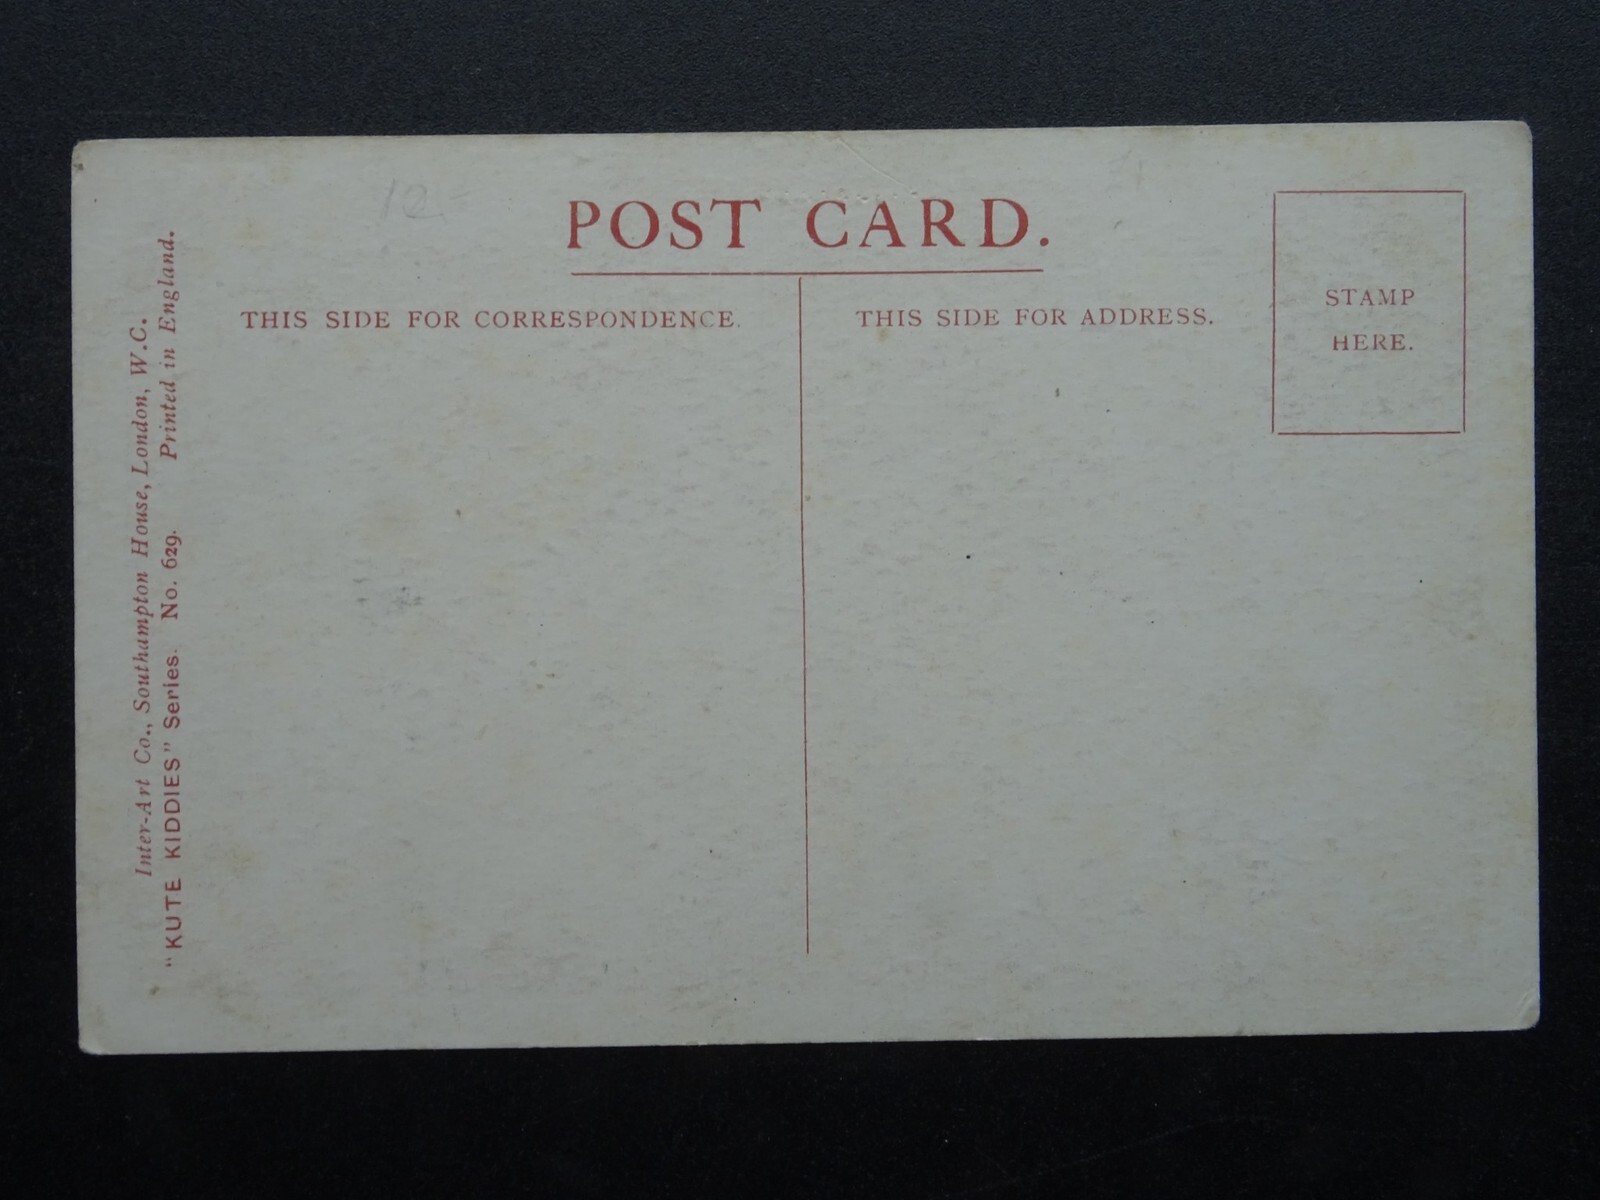 POST CARD.
THIS SIDE FOR CORRESPONDENCE.
THIS SIDE FOR ADDRESS.
STAMP
HERE.
Inter-Art Co., Southampton House, London, W.C.
"KUTE KIDDIES" Series. No. 629. Printed in England.